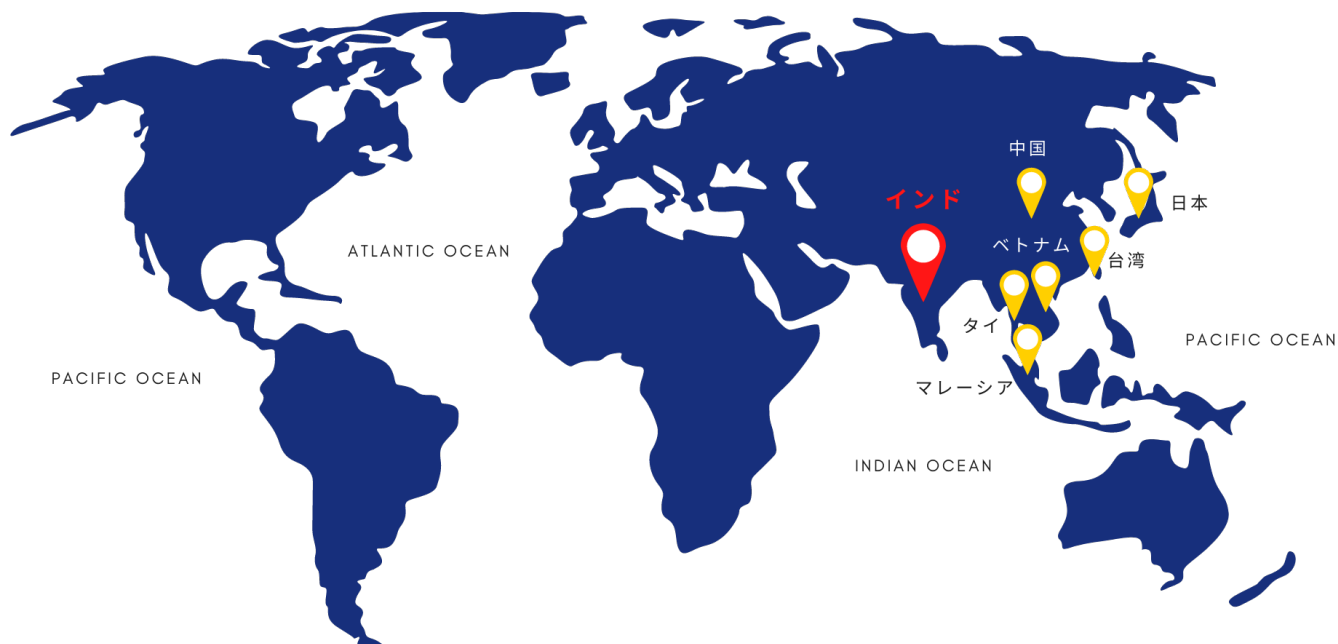 中国
インド
日本
ベトナム
ATLANTIC OCEAN
台湾
タイ
PACIFIC OCEAN
PACIFIC OCEAN
マレーシア
INDIAN OCEAN